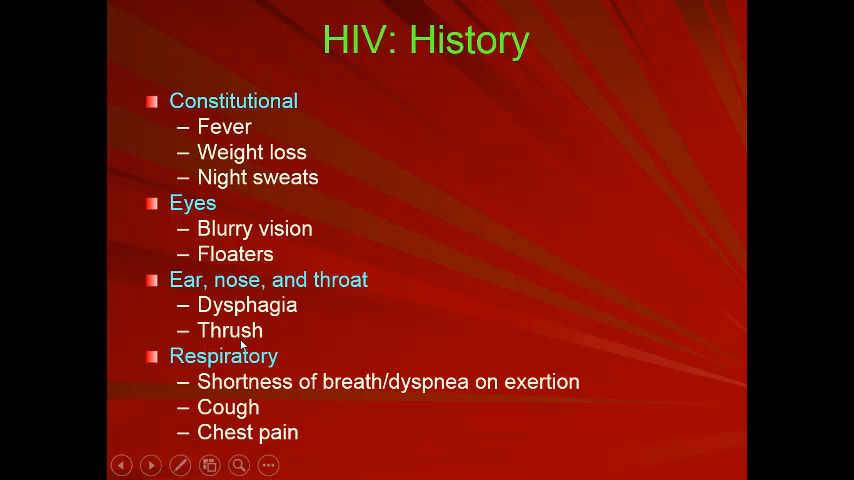 HIV: History
Constitutional
– Fever
– Weight loss
– Night sweats
Eyes
– Blurry vision
– Floaters
Ear, nose, and throat
– Dysphagia
– Thrush
Respiratory
– Shortness of breath/dyspnea on exertion
– Cough
– Chest pain